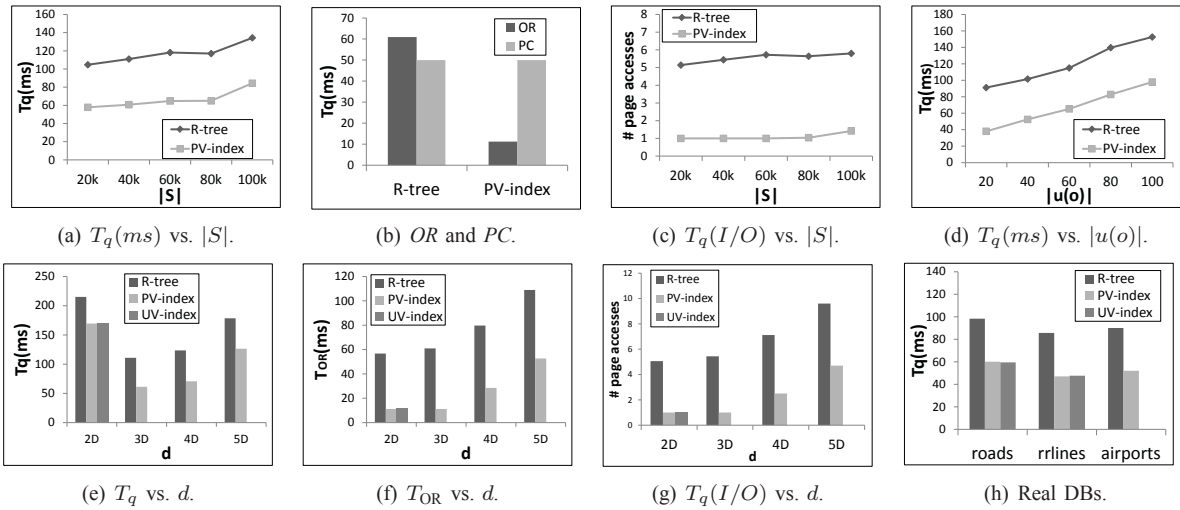 160
140
120
100
80
60
40
20
0
Tq(ms)
R-tree
PV-index
20k 40k 60k 80k 100k
|S|
(a) Tq(ms) vs. |S|.
70
60
50
40
30
20
10
0
Tq(ms)
OR
PC
R-tree PV-index
(b) OR and PC.
8
7
6
5
4
3
2
1
0
# page accesses
R-tree
PV-index
20k 40k 60k 80k 100k
|S|
(c) Tq(I/O) vs. |S|.
180
160
140
120
100
80
60
40
20
0
Tq(ms)
R-tree
PV-index
20 40 60 80 100
|u(o)|
(d) Tq(ms) vs. |u(o)|.
250
200
150
100
50
0
Tq(ms)
R-tree
PV-index
UV-index
2D 3D 4D 5D
d
(e) Tq vs. d.
120
100
80
60
40
20
0
TOR(ms)
R-tree
PV-index
UV-index
2D 3D 4D 5D
d
(f) TOR vs. d.
12
10
8
6
4
2
0
# page accesses
R-tree
PV-index
UV-index
2D 3D 4D 5D
d
(g) Tq(I/O) vs. d.
140
120
100
80
60
40
20
0
Tq(ms)
R-tree
PV-index
UV-index
roads rrlines airports
(h) Real DBs.